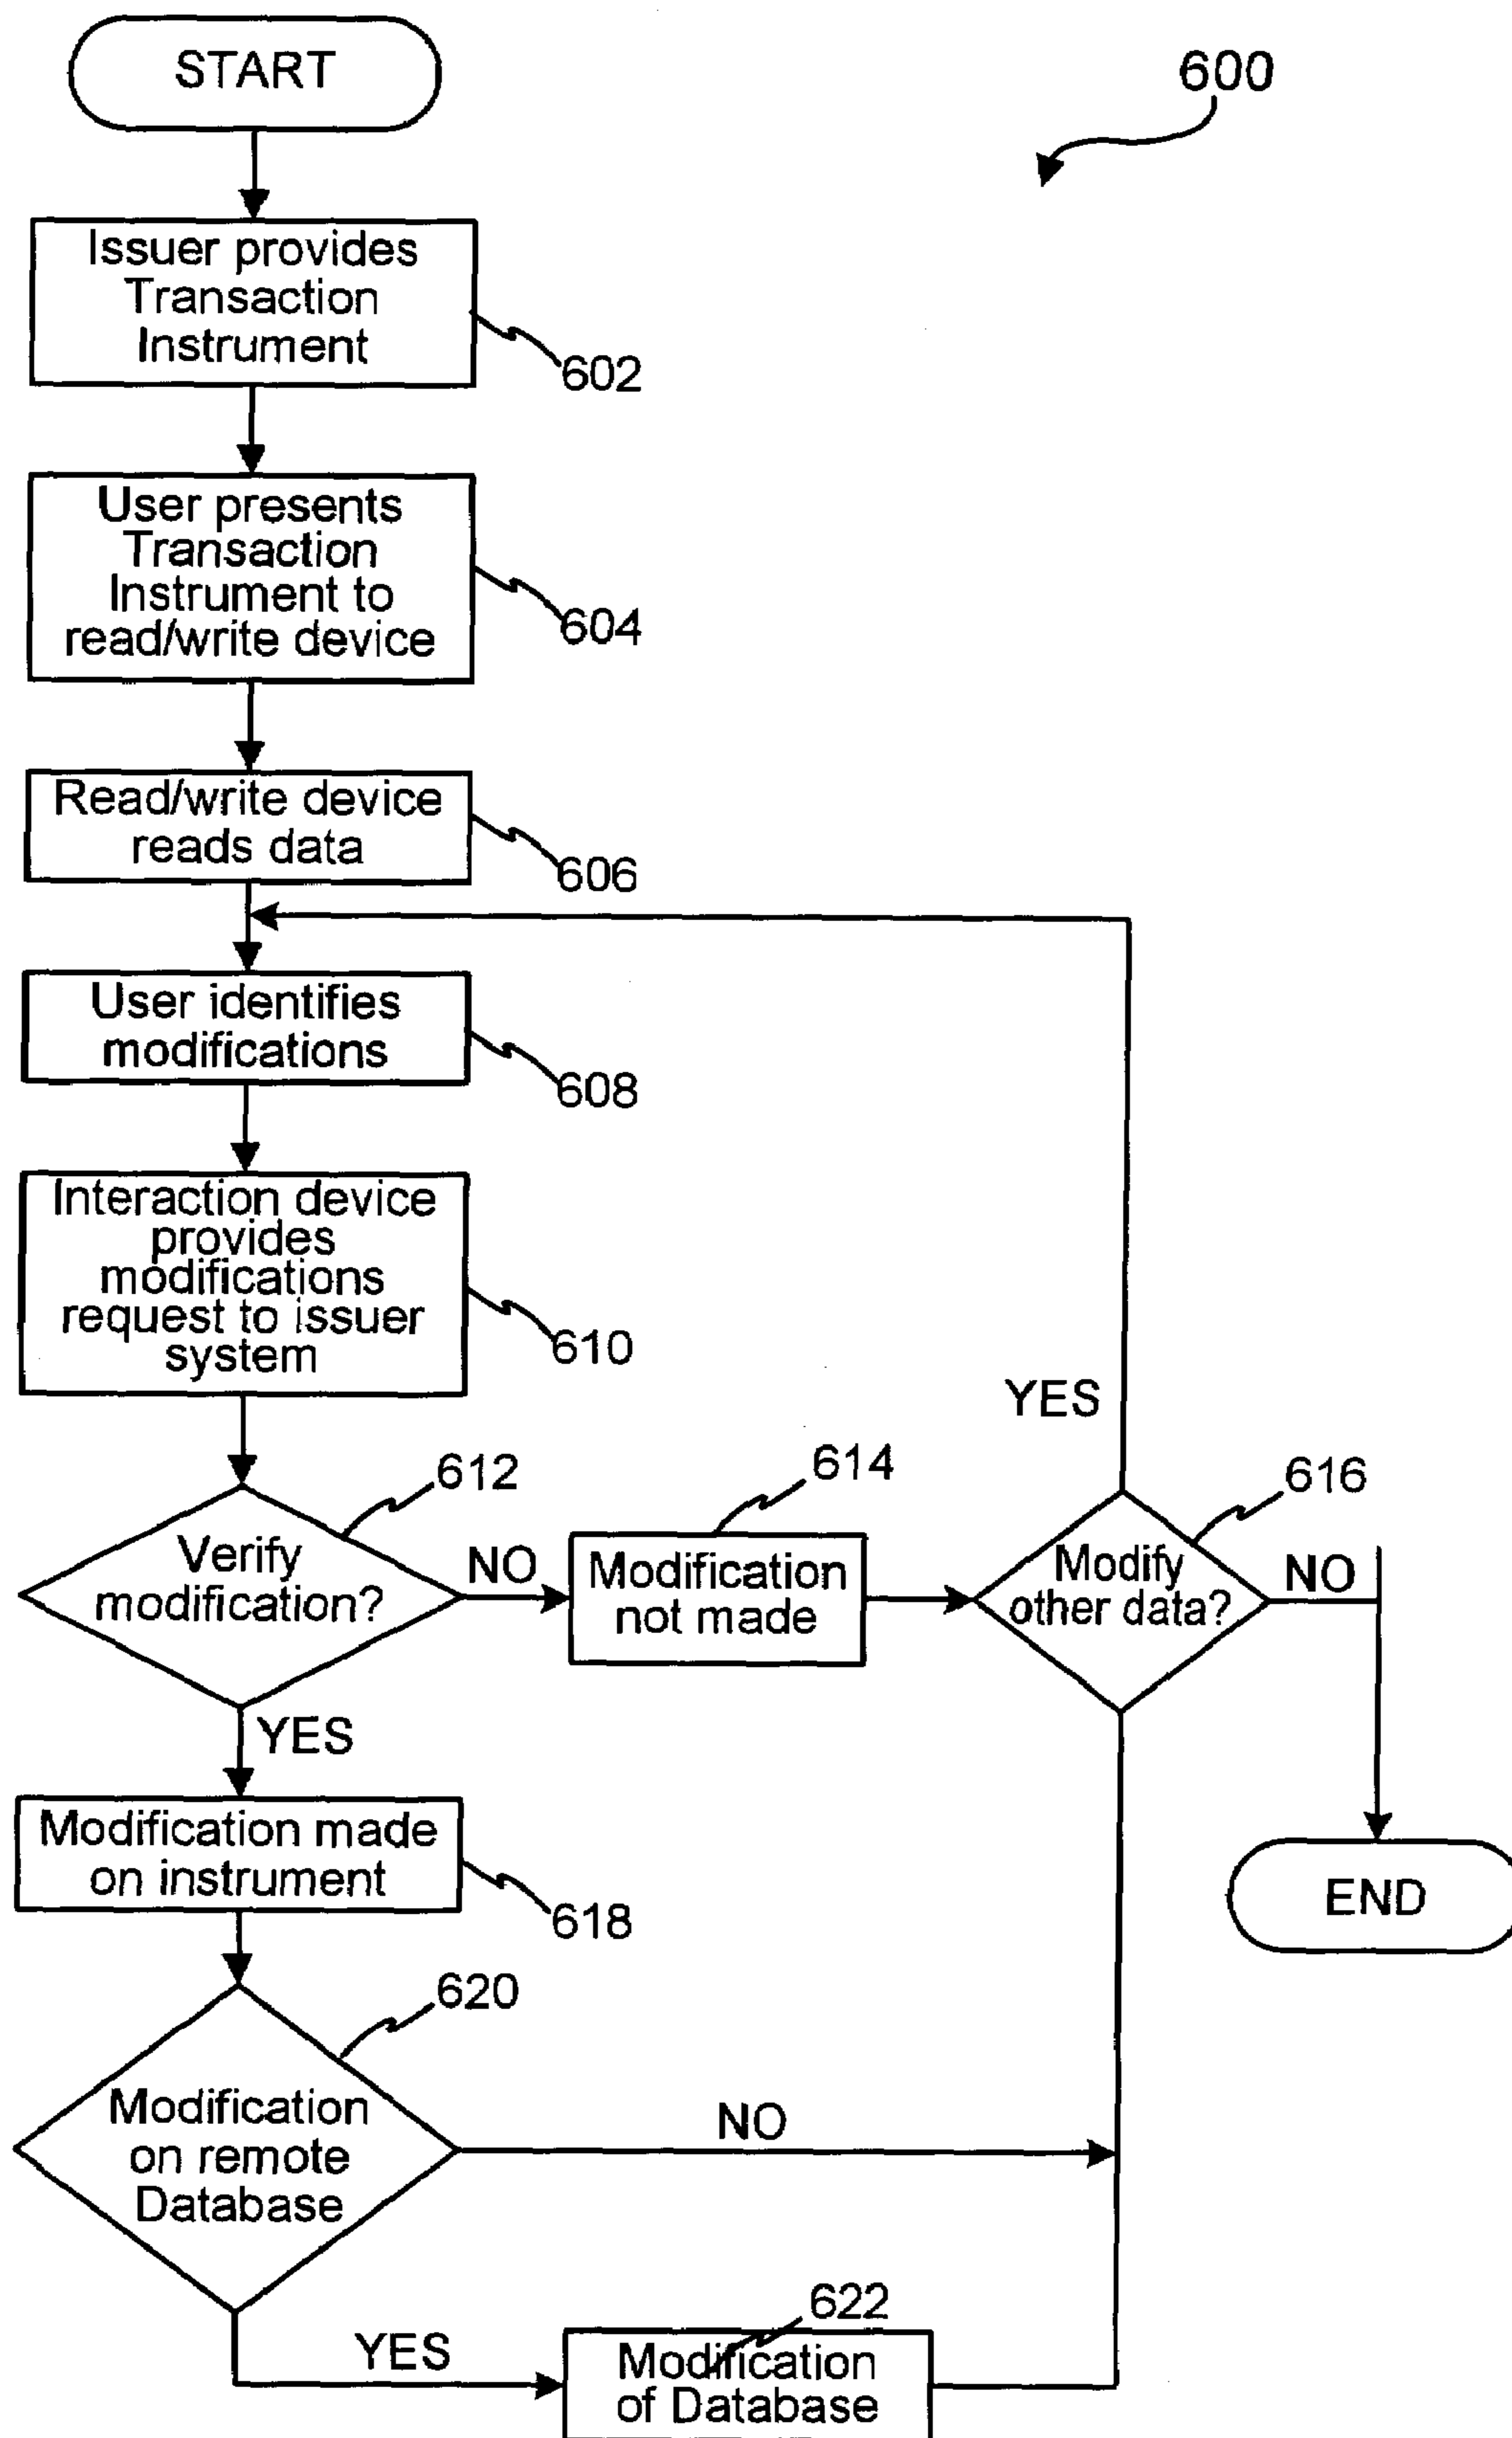 START
600
Issuer provides
Transaction
Instrument
602
User presents
Transaction
Instrument to
read/write device
604
Read/write device
reads data
606
User identifies
modifications
608
Interaction device
provides
modifications
request to issuer
system
610
YES
612
614
616
Verify
modification?
NO
Modification
not made
Modify
other data?
NO
YES
Modification made
on instrument
618
END
620
Modification
on remote
Database
NO
622
YES
Modification
of Database